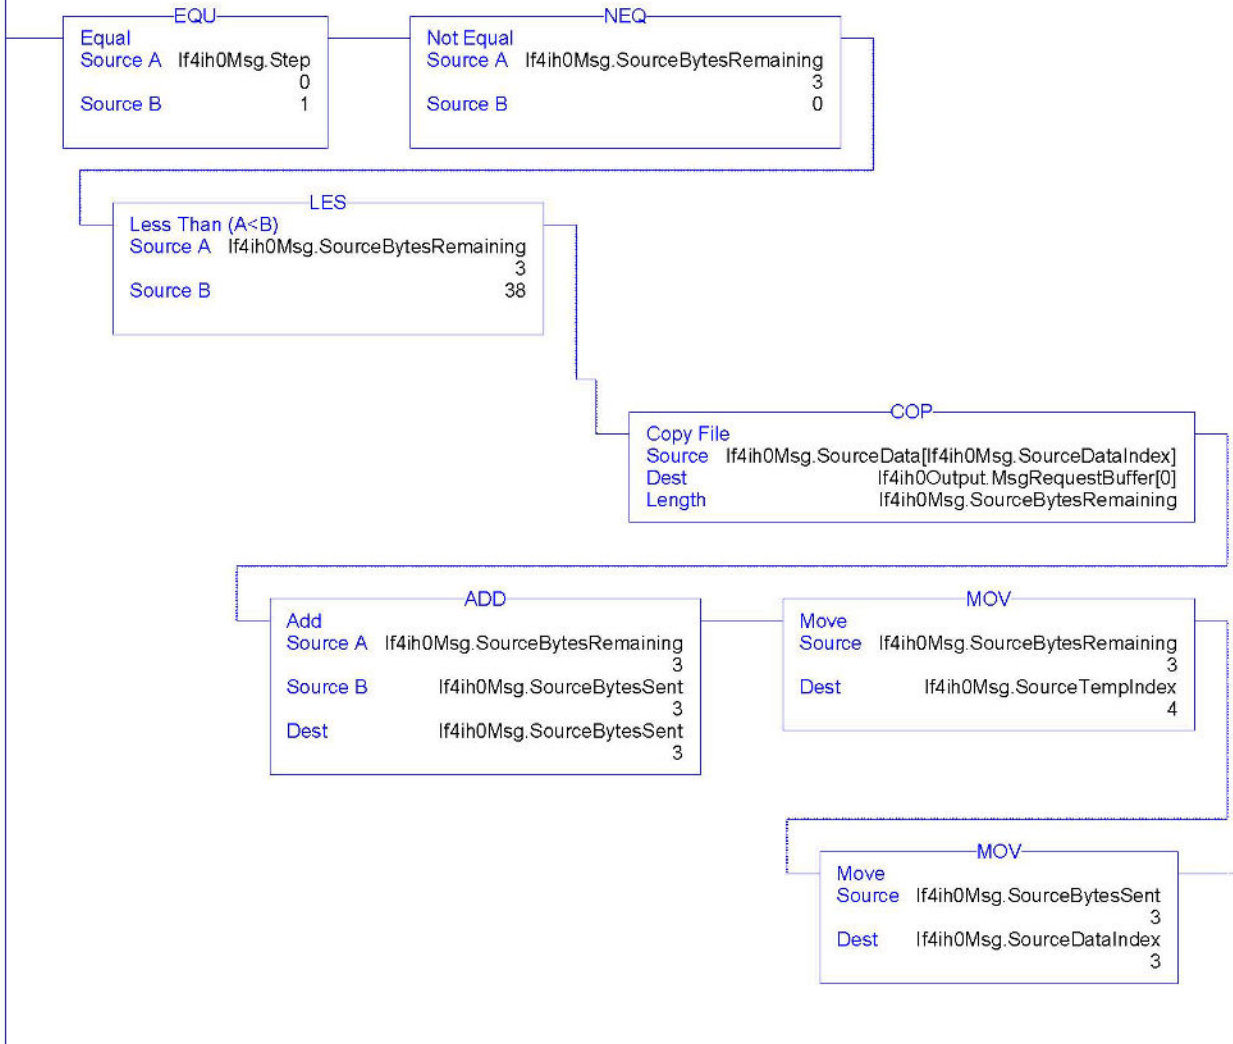 EQU
Equal
Source A If4ih0Msg.Step
0
Source B 1
NEQ
Not Equal
Source A If4ih0Msg.SourceBytesRemaining
3
Source B 0
LES
Less Than (A<B)
Source A If4ih0Msg.SourceBytesRemaining
3
Source B 38
COP
Copy File
Source If4ih0Msg.SourceData[If4ih0Msg.SourceDataIndex]
Dest If4ih0Output.MsgRequestBuffer[0]
Length If4ih0Msg.SourceBytesRemaining
ADD
Add
Source A If4ih0Msg.SourceBytesRemaining
3
Source B If4ih0Msg.SourceBytesSent
3
Dest If4ih0Msg.SourceBytesSent
3
MOV
Move
Source If4ih0Msg.SourceBytesRemaining
3
Dest If4ih0Msg.SourceTempIndex
4
MOV
Move
Source If4ih0Msg.SourceBytesSent
3
Dest If4ih0Msg.SourceDataIndex
3